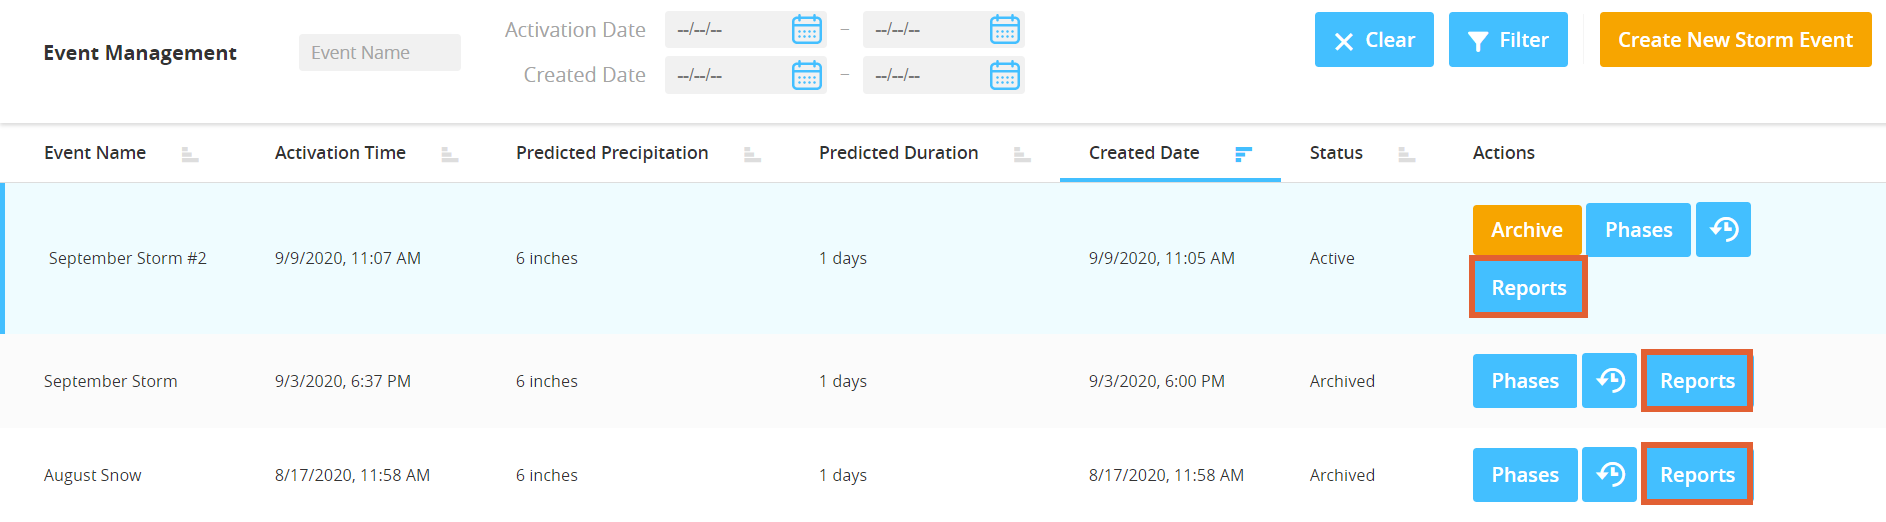 Event Management
Event Name
Activation Date --/--/-- – --/--/--
Created Date --/--/-- – --/--/--
Clear
Filter
Create New Storm Event
Event Name Activation Time Predicted Precipitation Predicted Duration Created Date Status Actions
September Storm #2 9/9/2020, 11:07 AM 6 inches 1 days 9/9/2020, 11:05 AM Active Archive Phases
Reports
September Storm 9/3/2020, 6:37 PM 6 inches 1 days 9/3/2020, 6:00 PM Archived Phases Reports
August Snow 8/17/2020, 11:58 AM 6 inches 1 days 8/17/2020, 11:58 AM Archived Phases Reports